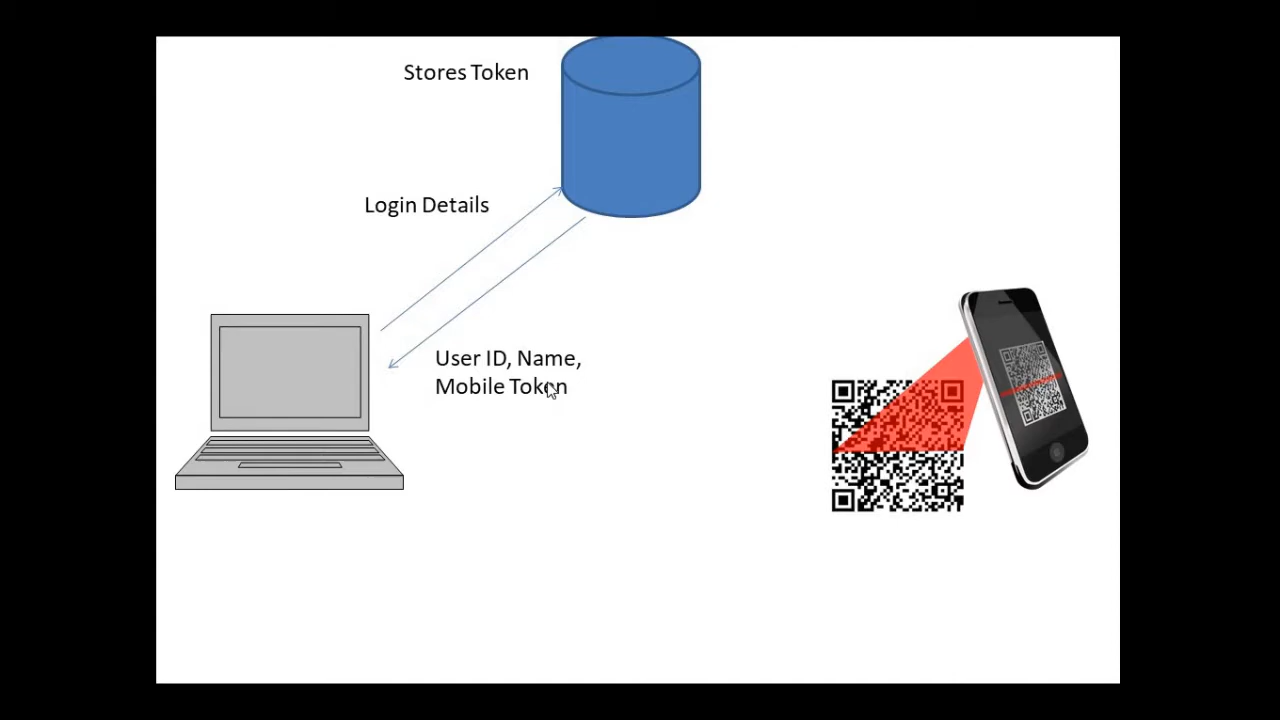 Stores Token
Login Details
User ID, Name,
Mobile Token